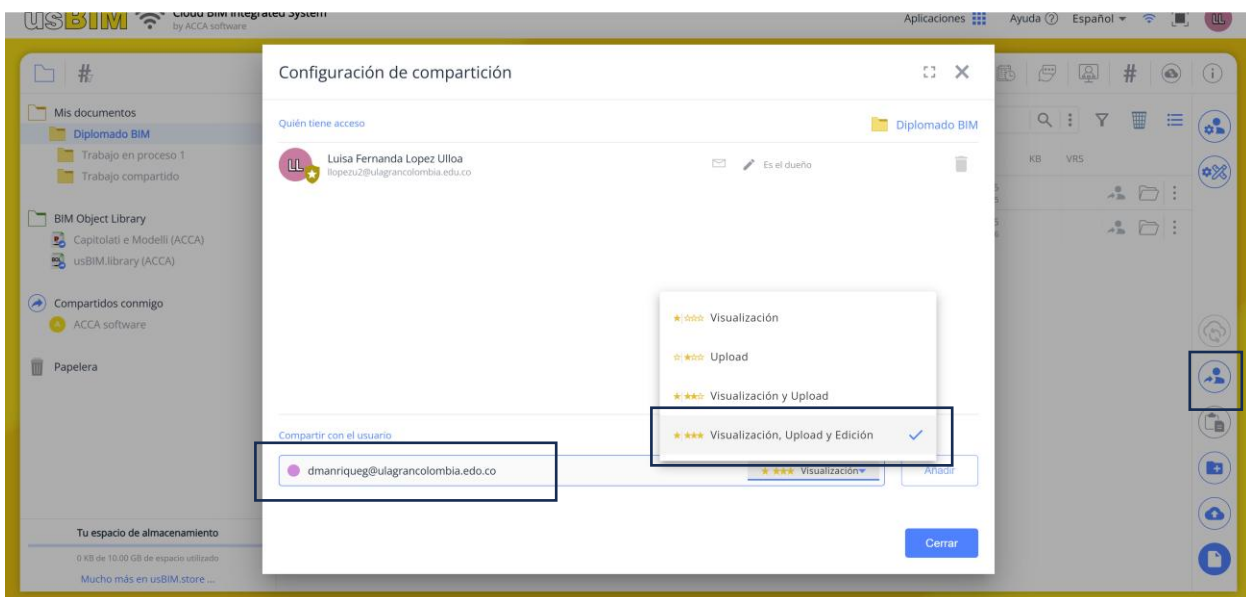 usBIM
Cloud BIM Integrated System
by ACCA software
Aplicaciones
Ayuda
Español
LL
#
Mis documentos
Diplomado BIM
Trabajo en proceso 1
Trabajo compartido
BIM Object Library
Capitolati e Modelli (ACCA)
usBIM.library (ACCA)
Compartidos conmigo
A ACCA software
Papelera
Tu espacio de almacenamiento
0 KB de 10.00 GB de espacio utilizado
Mucho más en usBIM.store ...
Configuración de compartición
Quién tiene acceso
Diplomado BIM
LL
Luisa Fernanda Lopez Ulloa
llopezu2@ulagrancolombia.edu.co
Es el dueño
Visualización
Upload
Visualización y Upload
Visualización, Upload y Edición
Compartir con el usuario
dmanriqueg@ulagrancolombia.edo.co
Visualización
Añadir
Cerrar
#
KB VRS